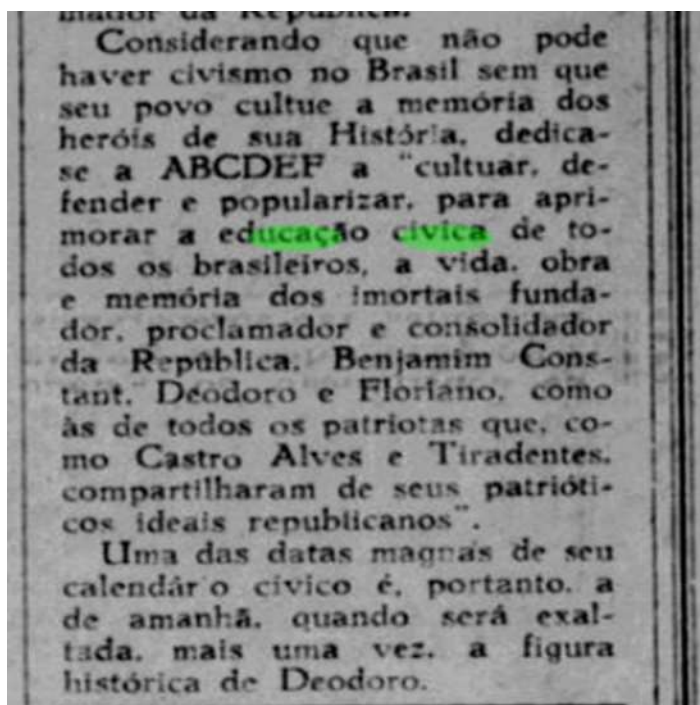 mador da República.
Considerando que não pode
haver civismo no Brasil sem que
seu povo cultue a memória dos
heróis de sua História, dedica-
se a ABCDEF a "cultuar, de-
fender e popularizar, para apri-
morar a educação cívica de to-
dos os brasileiros, a vida, obra
e memória dos imortais funda-
dor, proclamador e consolidador
da República, Benjamim Cons-
tant, Deodoro e Floriano, como
às de todos os patriotas que, co-
mo Castro Alves e Tiradentes,
compartilharam de seus patrióti-
cos ideais republicanos".
Uma das datas magnas de seu
calendár o cívico é, portanto, a
de amanhã, quando será exal-
tada, mais uma vez, a figura
histórica de Deodoro.